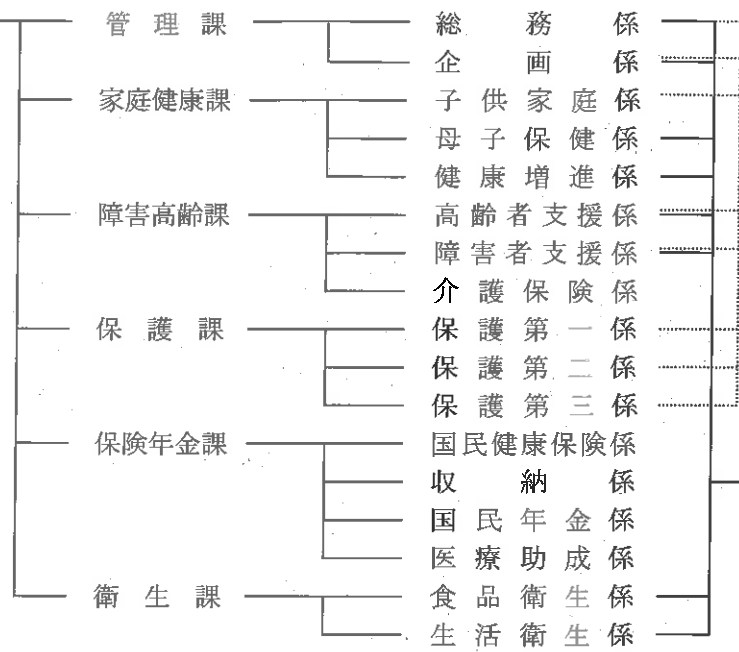 管理課 総務係
企画係
家庭健康課 子供家庭係
母子保健係
健康増進係
障害高齢課 高齢者支援係
障害者支援係
介護保険係
保護課 保護第一係
保護第二係
保護第三係
保険年金課 国民健康保険係
収納係
国民年金係
医療助成係
衛生課 食品衛生係
生活衛生係